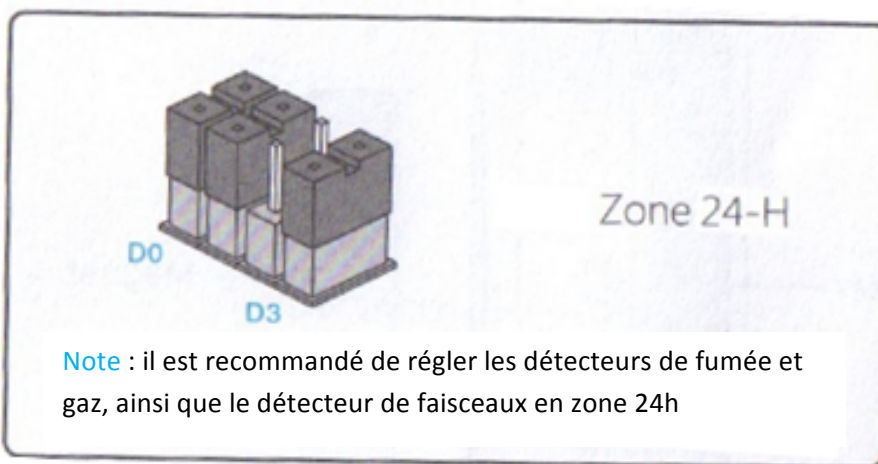 Zone 24-H
D0
D3
Note : il est recommandé de régler les détecteurs de fumée et
gaz, ainsi que le détecteur de faisceaux en zone 24h